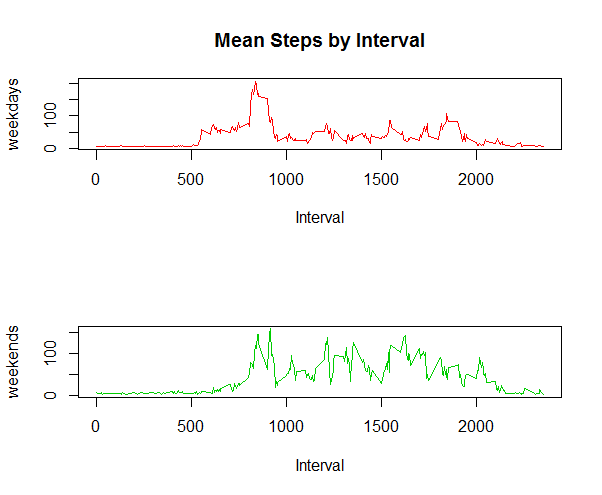 Mean Steps by Interval
weekdays
0 100
0 500 1000 1500 2000
Interval
weekends
0 100
0 500 1000 1500 2000
Interval